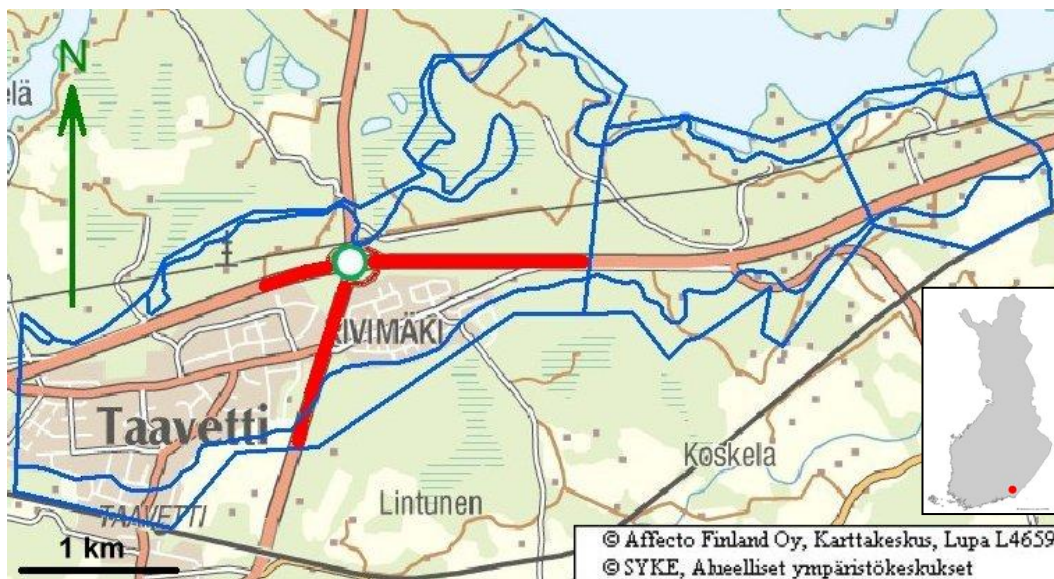 N
elä
KIVIMÄKI
Taavetti
Koskela
Lintunen
TAAVETTI
1 km
© Affecto Finland Oy, Karttakeskus, Lupa L4659
© SYKE, Alueelliset ympäristökeskukset